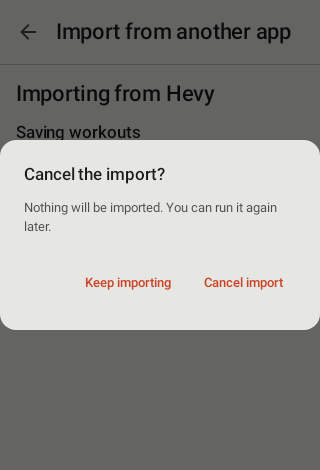 Import from another app
Importing from Hevy
Saving workouts
Cancel the import?
Nothing will be imported. You can run it again
later.
Keep importing
Cancel import